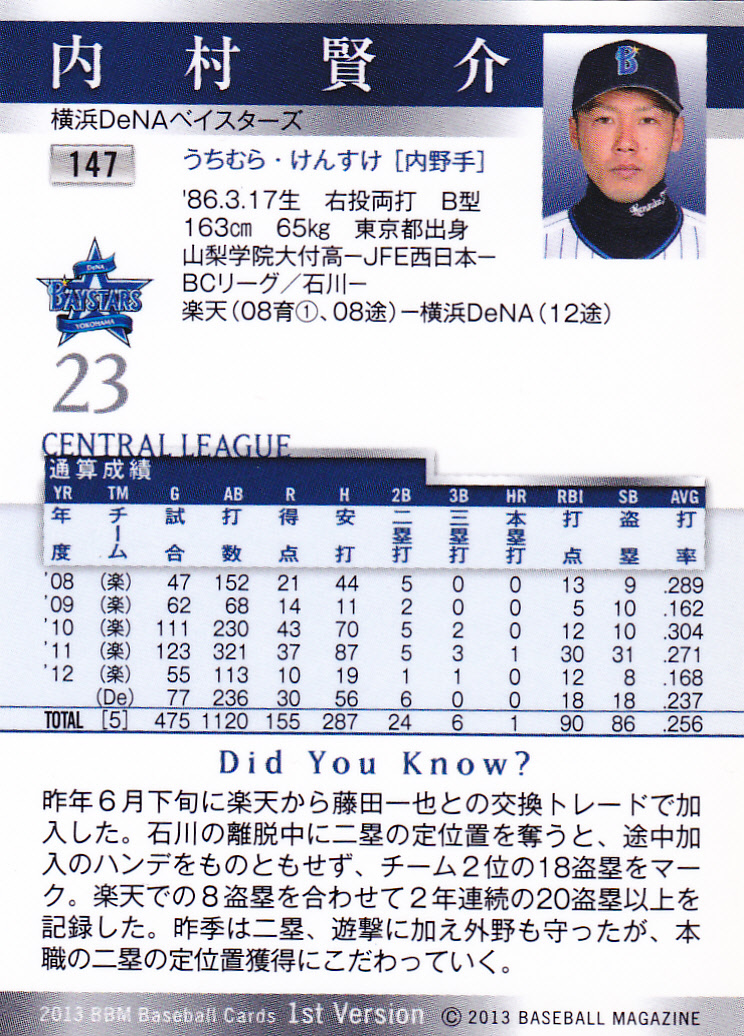 内村賢介
横浜DeNAベイスターズ
147
うちむら・けんすけ［内野手］
'86.3.17生　右投両打　B型
163㎝　65㎏　東京都出身
山梨学院大付高ーJFE西日本ー
BCリーグ／石川ー
楽天（08育①、08途）ー横浜DeNA（12途）
DeNA
BAYSTARS
YOKOHAMA
23
CENTRAL LEAGUE
通算成績
YR TM G AB R H 2B 3B HR RBI SB AVG
年度 チーム 試合 打数 得点 安打 二塁打 三塁打 本塁打 打点 盗塁 打率
'08 （楽） 47 152 21 44 5 0 0 13 9 .289
'09 （楽） 62 68 14 11 2 0 0 5 10 .162
'10 （楽） 111 230 43 70 5 2 0 12 10 .304
'11 （楽） 123 321 37 87 5 3 1 30 31 .271
'12 （楽） 55 113 10 19 1 1 0 12 8 .168
（De） 77 236 30 56 6 0 0 18 18 .237
TOTAL [5] 475 1120 155 287 24 6 1 90 86 .256
Did You Know?
昨年６月下旬に楽天から藤田一也との交換トレードで加
入した。石川の離脱中に二塁の定位置を奪うと、途中加
入のハンデをものともせず、チーム２位の18盗塁をマー
ク。楽天での８盗塁を合わせて２年連続の20盗塁以上を
記録した。昨季は二塁、遊撃に加え外野も守ったが、本
職の二塁の定位置獲得にこだわっていく。
2013 BBM Baseball Cards 1st Version © 2013 BASEBALL MAGAZINE